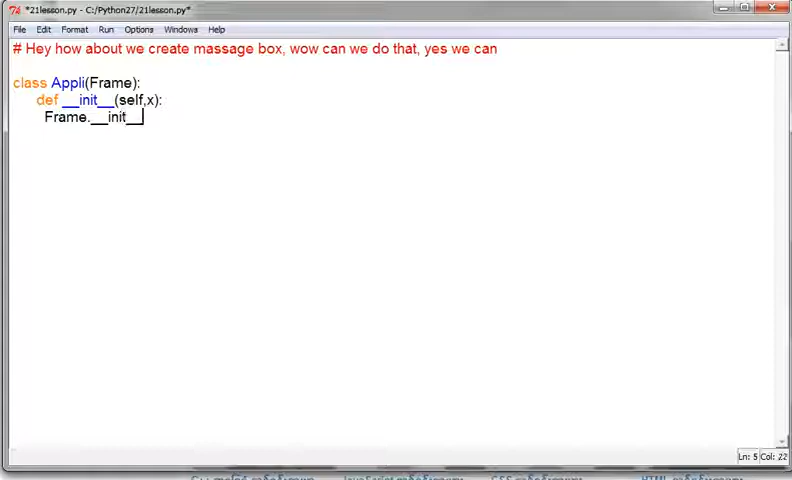 *21lesson.py - C:/Python27/21lesson.py*
File Edit Format Run Options Windows Help
# Hey how about we create massage box, wow can we do that, yes we can
class Appli(Frame):
def __init__(self,x):
Frame.__init__
Ln: 5 Col: 22